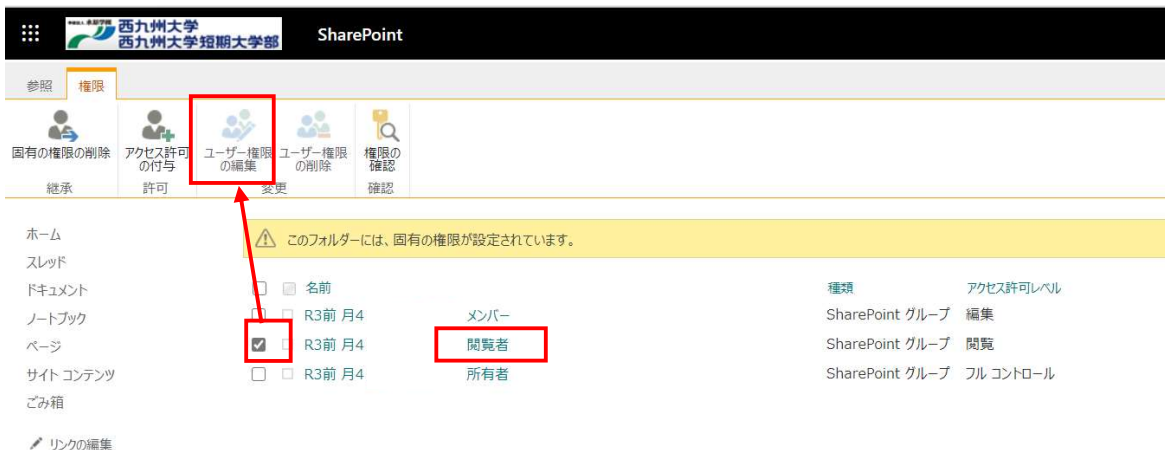 西九州大学
西九州大学短期大学部
SharePoint
参照 権限
固有の権限の削除 アクセス許可の付与 ユーザー権限の編集 ユーザー権限の削除 権限の確認
継承 許可 変更 確認
ホーム
スレッド
ドキュメント
ノートブック
ページ
サイト コンテンツ
ごみ箱
リンクの編集
このフォルダーには、固有の権限が設定されています。
名前 種類 アクセス許可レベル
R3前 月4 メンバー SharePoint グループ 編集
R3前 月4 閲覧者 SharePoint グループ 閲覧
R3前 月4 所有者 SharePoint グループ フル コントロール